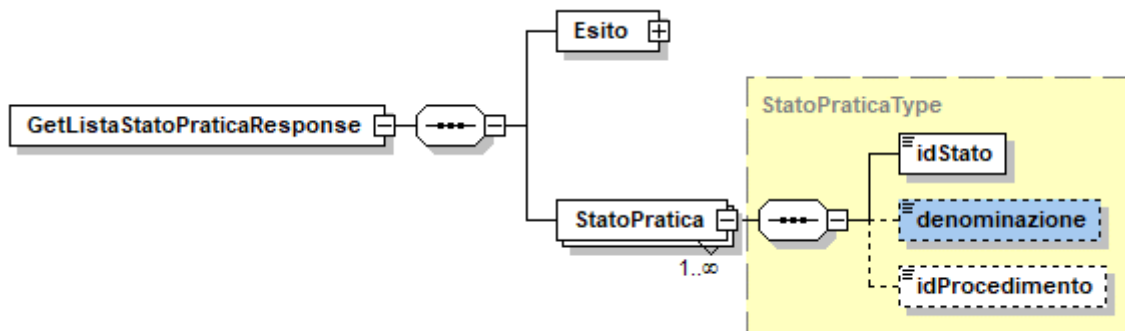 Esito
StatoPraticaType
GetListaStatoPraticaResponse
idStato
StatoPratica
denominazione
1..∞
idProcedimento